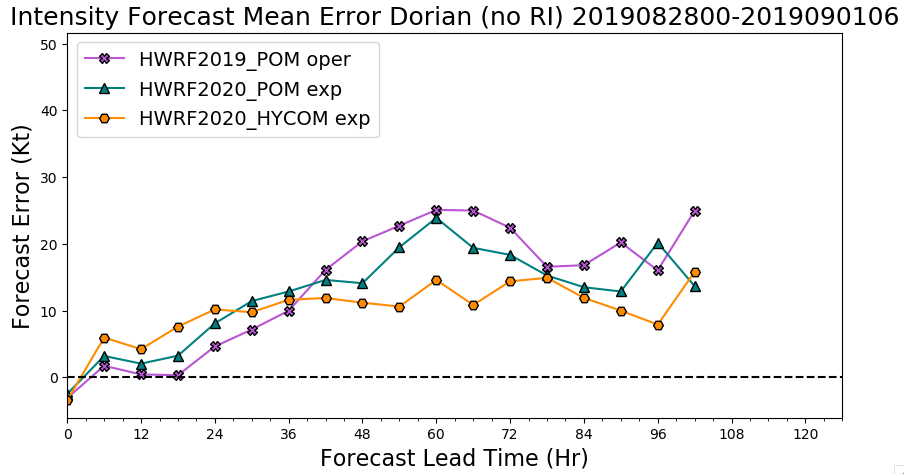 Intensity Forecast Mean Error Dorian (no RI) 2019082800-2019090106
50
40
30
20
10
0
Forecast Error (Kt)
HWRF2019_POM oper
HWRF2020_POM exp
HWRF2020_HYCOM exp
0 12 24 36 48 60 72 84 96 108 120
Forecast Lead Time (Hr)